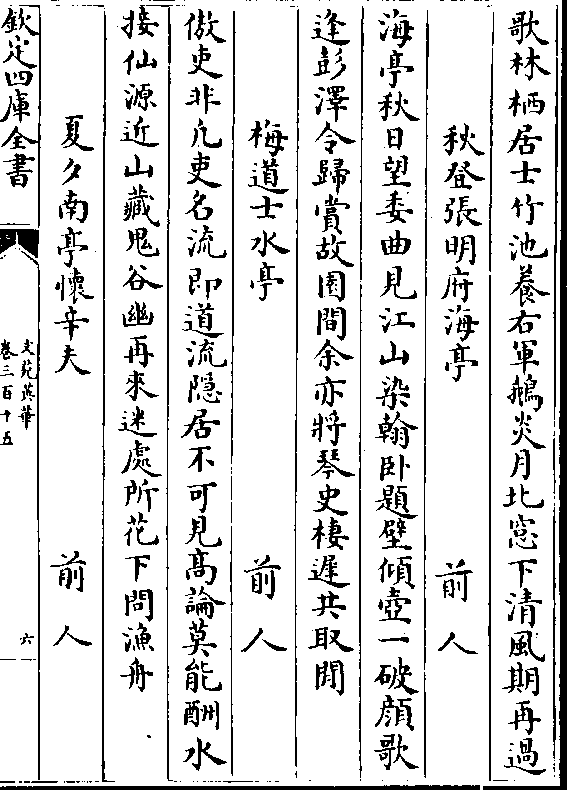 歌林栖居士竹池養右軍鵝炎月北窓下清風期再過
秋登張明府海亭　前人
海亭秋日望委曲見江山染翰卧題壁傾壺一破顔歌
逢彭澤令歸賞故園間余亦將琴史棲遲共取閒
梅道士水亭　前人
傲吏非凡吏名流即道流隠居不可見髙論莫能酬水
接仙源近山藏鬼谷幽再來迷處所花下問漁舟
夏夕南亭懷辛夫　前人
欽定四庫全書
文苑英華
卷三百十五
六